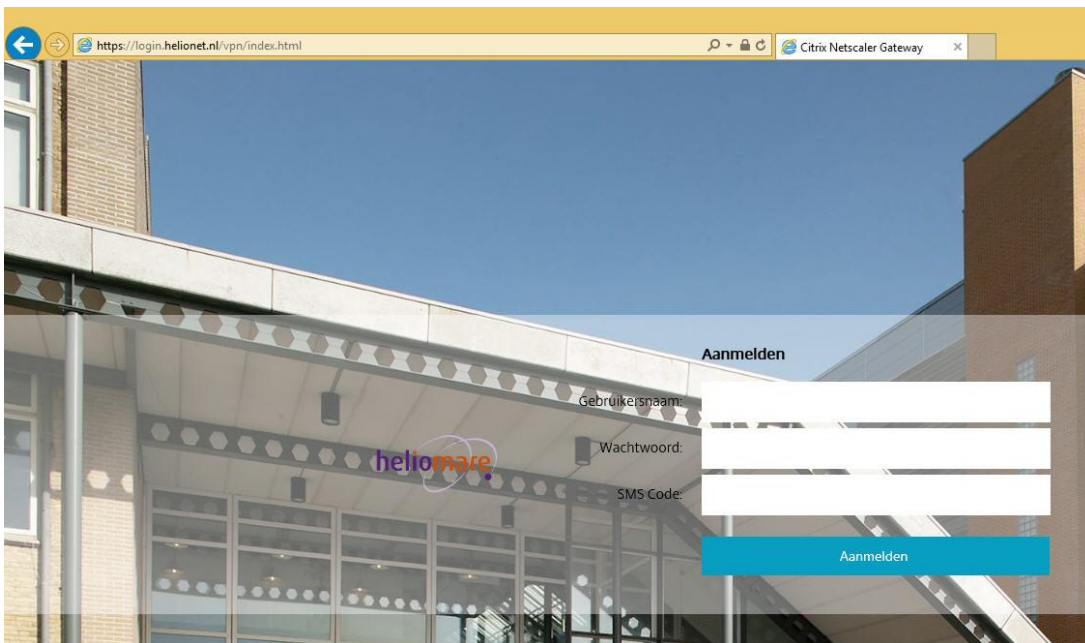 https://login.helionet.nl/vpn/index.html
Citrix Netscaler Gateway
Aanmelden
Gebruikersnaam:
Wachtwoord:
heliomare
SMS Code:
Aanmelden